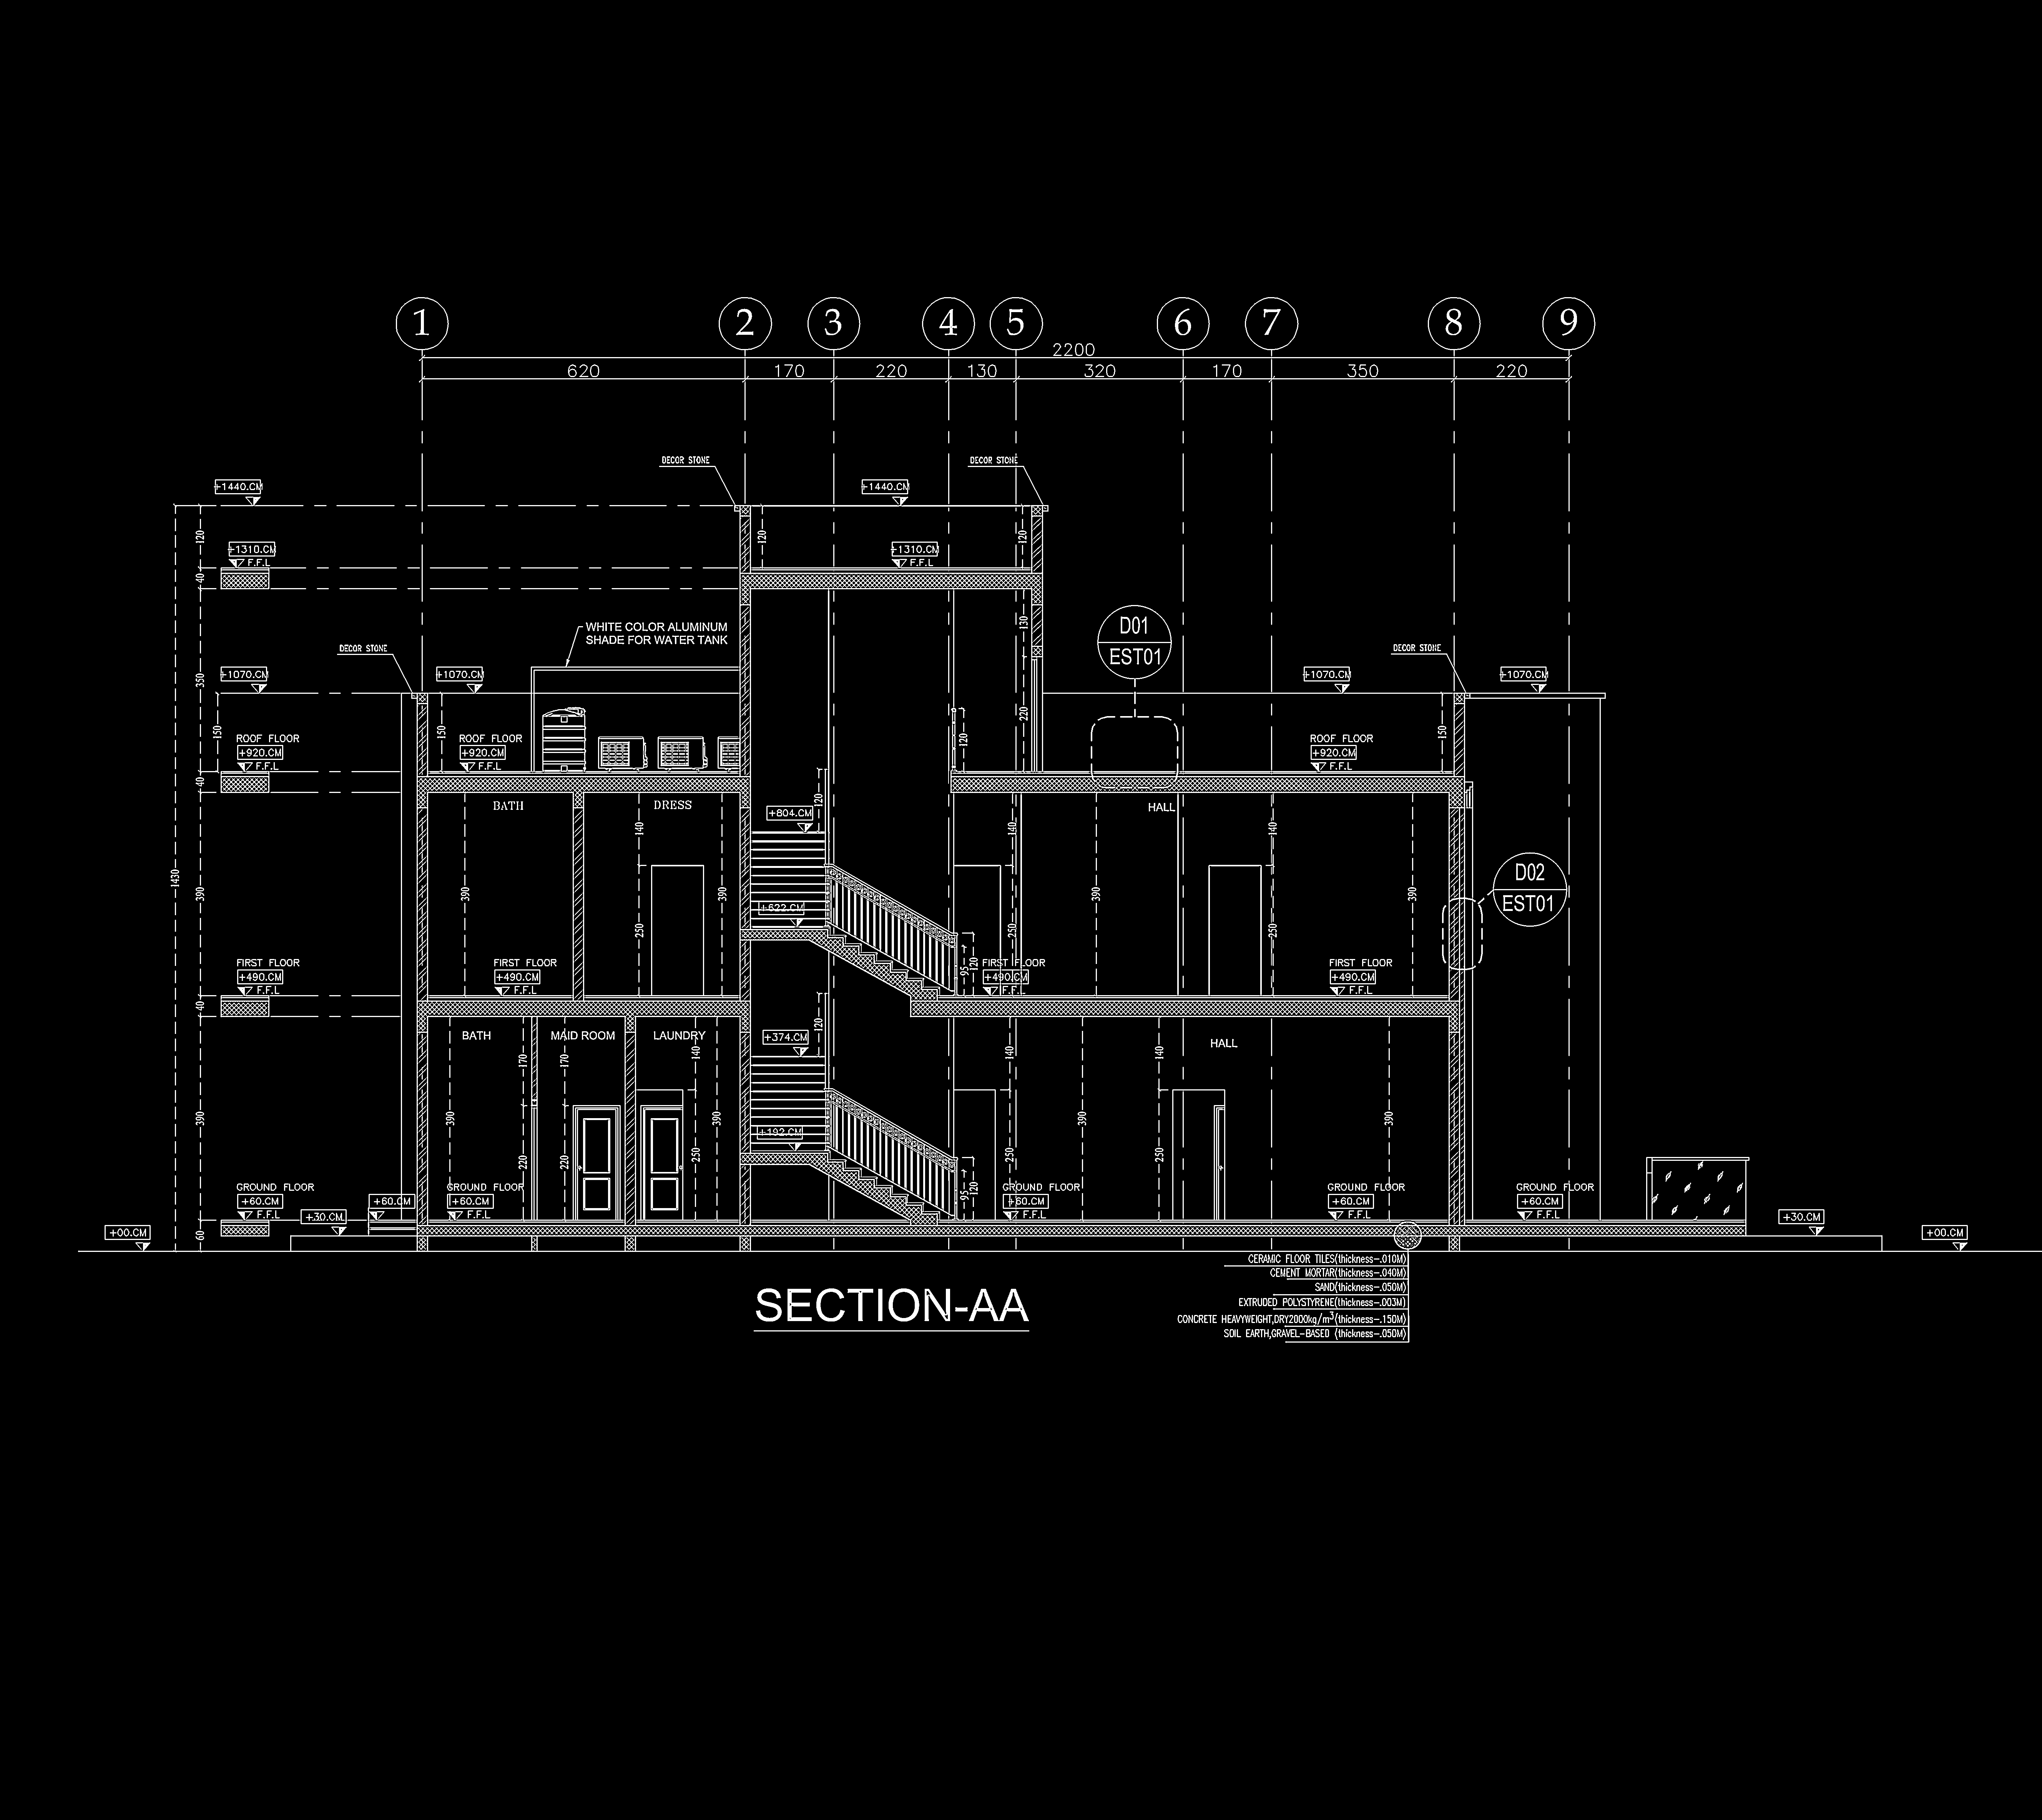 1 2 3 4 5 6 7 8 9
2200
620 170 220 130 320 170 350 220
DECOR STONE DECOR STONE
+1440.CM +1440.CM
120 120 120
+1310.CM +1310.CM
F.F.L F.F.L
40
WHITE COLOR ALUMINUM
SHADE FOR WATER TANK
130
D01
EST01
DECOR STONE DECOR STONE
+1070.CM +1070.CM +1070.CM +1070.CM
350
150 150 220 120 150
ROOF FLOOR ROOF FLOOR ROOF FLOOR
+920.CM +920.CM +920.CM
F.F.L F.F.L F.F.L
40
BATH DRESS HALL
+804.CM
120
140 140 140
1430
390 390 390 390 390
D02
EST01
+622.CM
250 250 250
95 120
FIRST FLOOR FIRST FLOOR FIRST FLOOR FIRST FLOOR
+490.CM +490.CM +490.CM +490.CM
F.F.L F.F.L F.F.L F.F.L
40
BATH MAID ROOM LAUNDRY HALL
+374.CM
120
170 170 140 140 140
390 390 390 390 390
+192.CM
220 220 250 250 250
95 120
GROUND FLOOR GROUND FLOOR GROUND FLOOR GROUND FLOOR GROUND FLOOR
+60.CM +60.CM +60.CM +60.CM +60.CM +60.CM
F.F.L F.F.L F.F.L F.F.L F.F.L
+30.CM +30.CM
60
+00.CM +00.CM
CERAMIC FLOOR TILES(thickness-.010M)
CEMENT MORTAR(thickness-.040M)
SAND(thickness-.050M)
EXTRUDED POLYSTYRENE(thickness-.003M)
CONCRETE HEAVYWEIGHT,DRY2000kg/m³(thickness-.150M)
SOIL EARTH,GRAVEL-BASED (thickness-.050M)
SECTION-AA